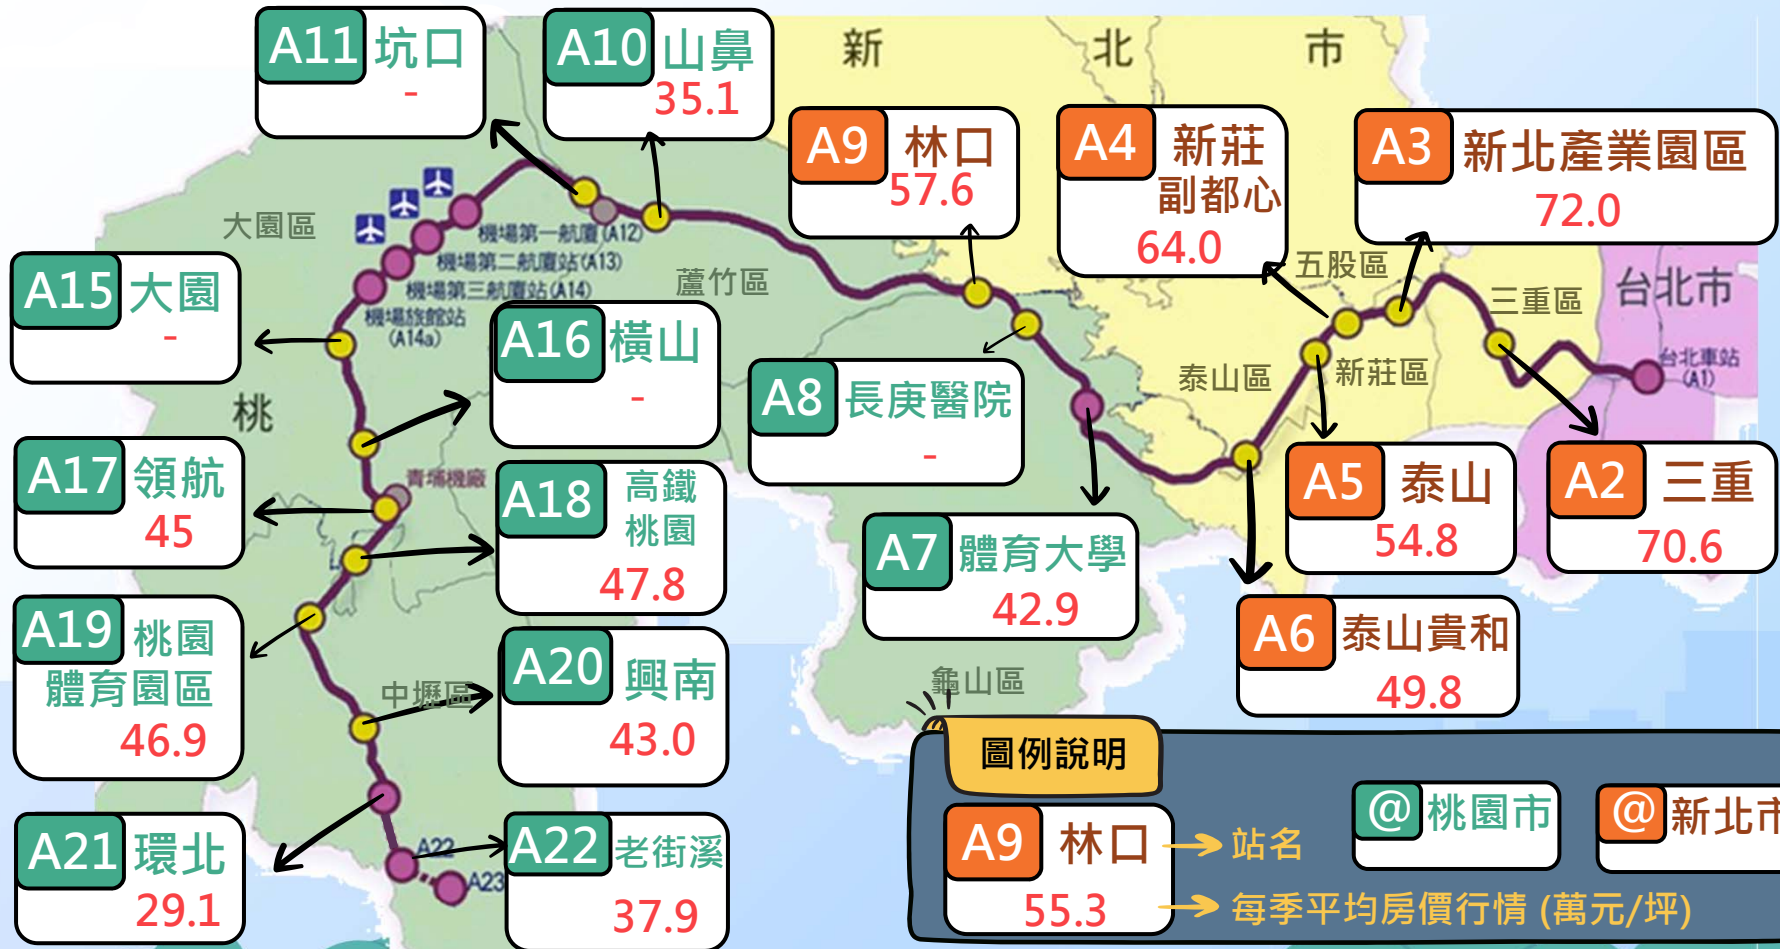 A11 坑口
-
A10 山鼻
35.1
新北市
A9 林口
57.6
A4 新莊
副都心
64.0
A3 新北產業園區
72.0
大園區
機場第一航廈(A12)
機場第二航廈站(A13)
機場第三航廈站(A14)
機場旅館站
(A14a)
蘆竹區
五股區
三重區
台北市
台北車站
(A1)
A15 大園
-
A16 橫山
-
A8 長庚醫院
-
泰山區
新莊區
桃
A17 領航
45
青埔機廠
A18 高鐵
桃園
47.8
A7 體育大學
42.9
A5 泰山
54.8
A2 三重
70.6
A19 桃園
體育園區
46.9
中壢區
A20 興南
43.0
龜山區
A6 泰山貴和
49.8
A21 環北
29.1
A22
A23
A22 老街溪
37.9
圖例說明
A9 林口
55.3
站名
每季平均房價行情 (萬元/坪)
@ 桃園市
@ 新北市